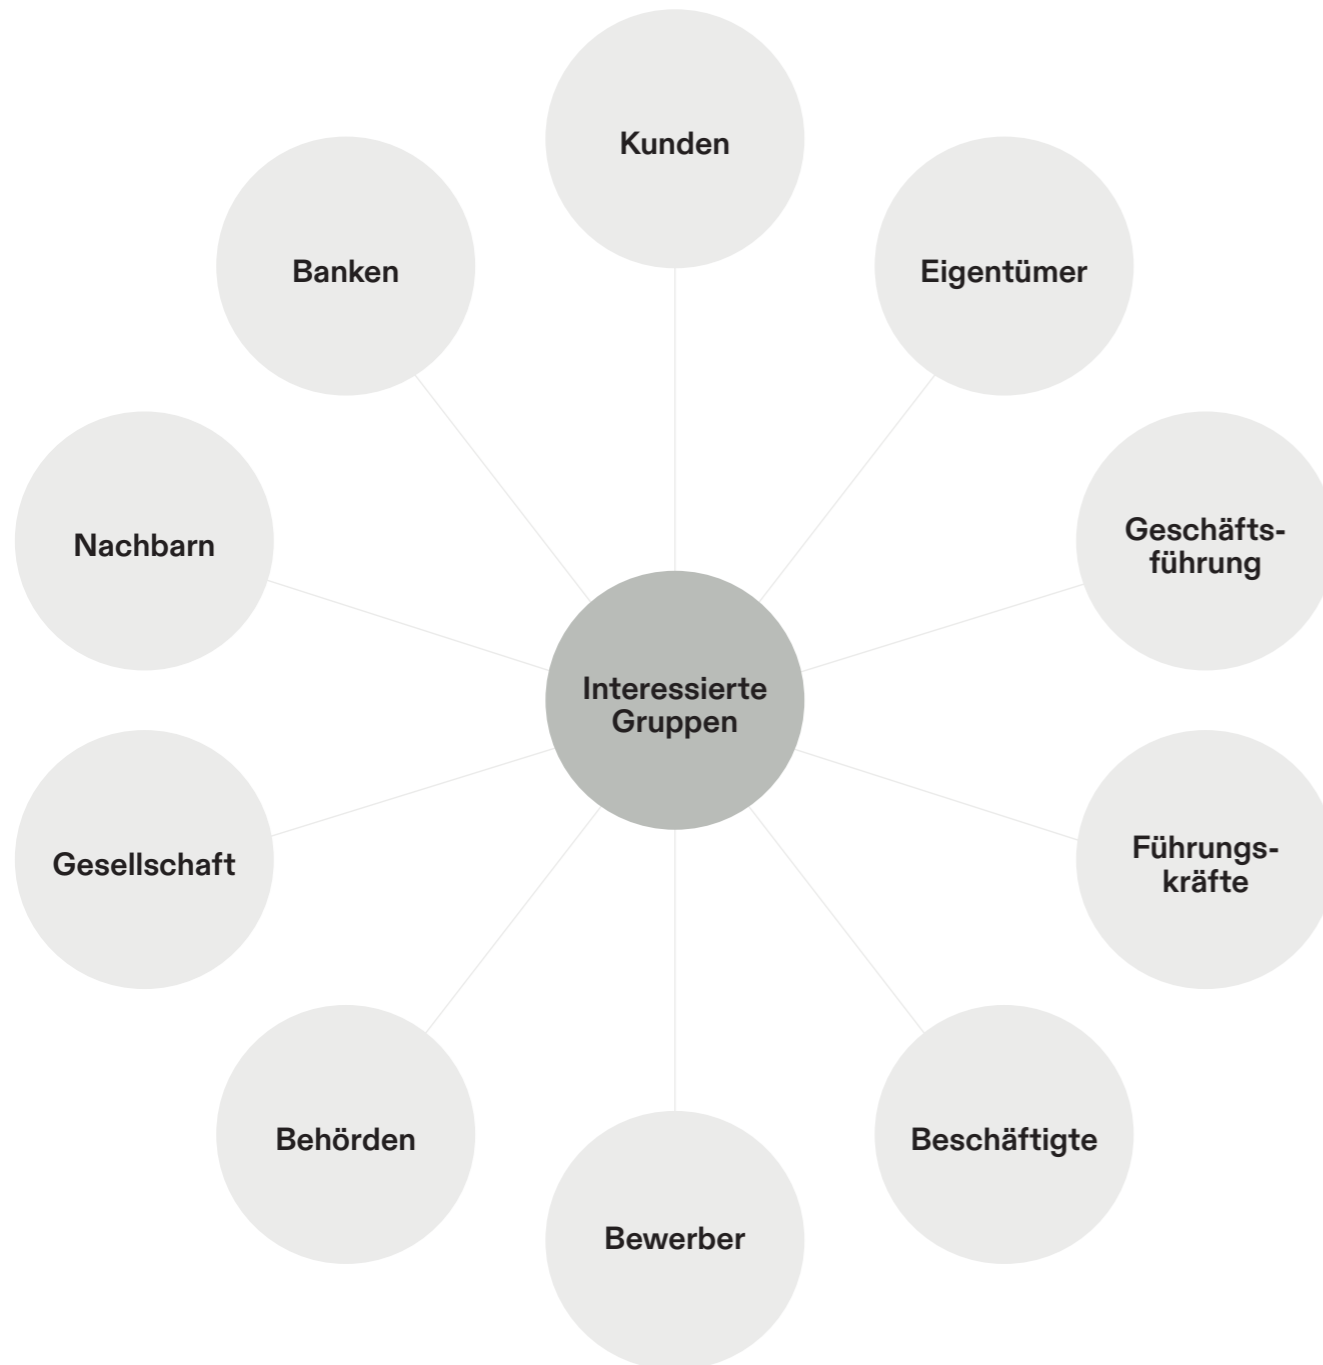 Kunden
Banken
Eigentümer
Geschäfts-
führung
Nachbarn
Interessierte
Gruppen
Führungs-
kräfte
Gesellschaft
Behörden
Beschäftigte
Bewerber